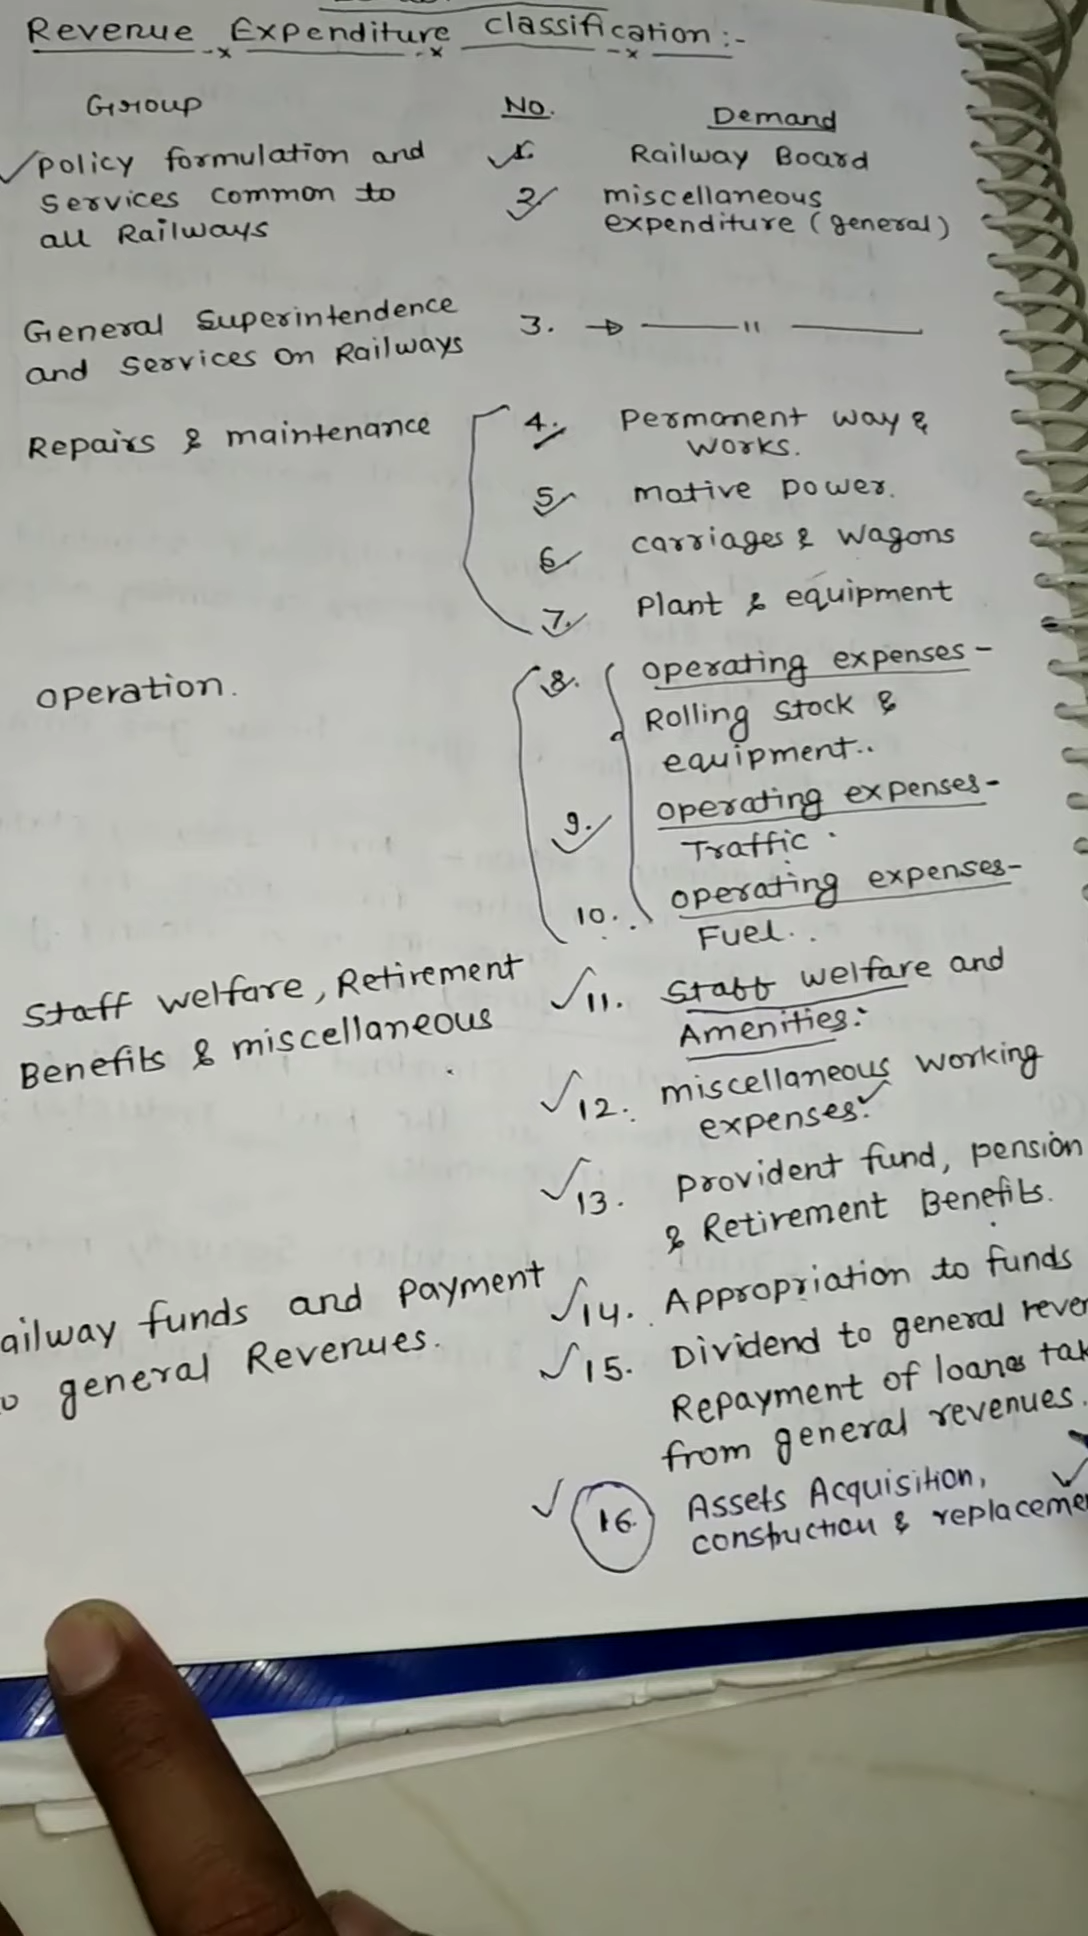 Revenue Expenditure classification:-
Group No. Demand
policy formulation and 1. Railway Board
Services common to 2 miscellaneous
all Railways expenditure (general)
General Superintendence 3. → —— " ——
and Services on Railways
Repairs & maintenance 4. Permanent way &
works.
5 motive power.
6 carriages & wagons
7. Plant & equipment
operation. 8. operating expenses -
Rolling stock &
equipment..
9. operating expenses -
Traffic.
10. operating expenses -
Fuel..
Staff welfare, Retirement 11. Staff welfare and
Benefits & miscellaneous Amenities:
12. miscellaneous working
expenses.
13. provident fund, pension
& Retirement Benefits.
ailway funds and payment 14. Appropriation to funds
o general Revenues. 15. Dividend to general rever
Repayment of loans tak
from general revenues.
16. Assets Acquisition,
construction & replaceme